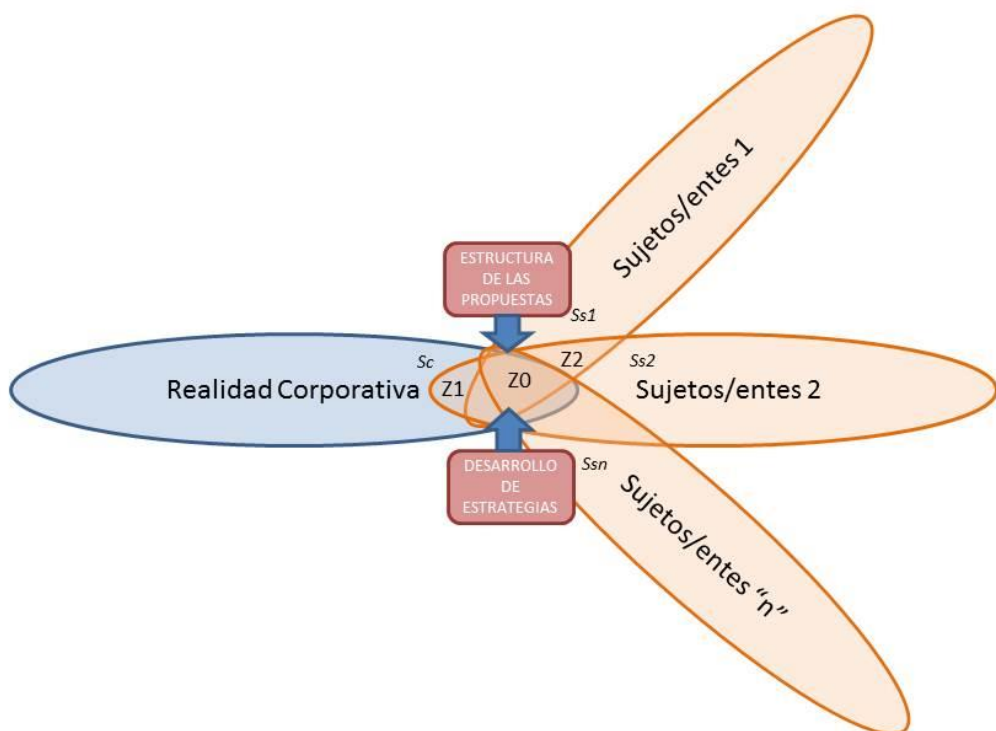 Sujetos/entes 1
ESTRUCTURA
DE LAS
PROPUESTAS
Ss1
Sc
Z2
Ss2
Realidad Corporativa
Z1
Z0
Sujetos/entes 2
DESARROLLO
DE
ESTRATEGIAS
Ssn
Sujetos/entes “n”